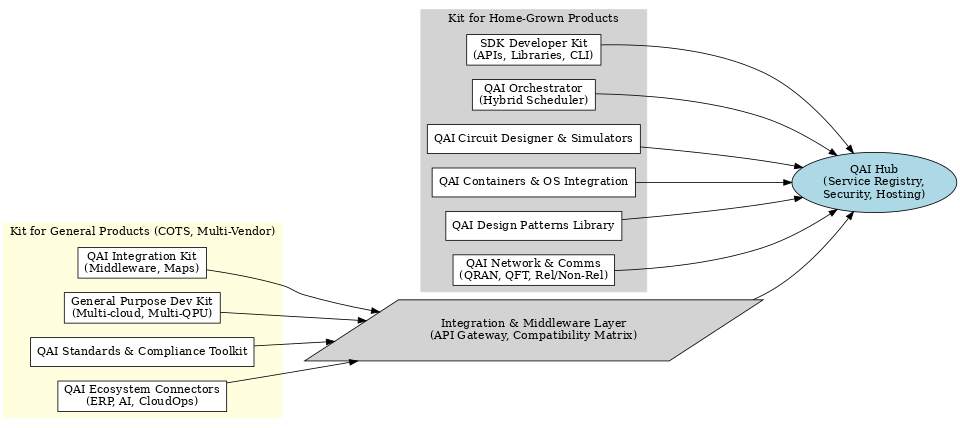 Kit for Home-Grown Products
SDK Developer Kit
(APIs, Libraries, CLI)
QAI Orchestrator
(Hybrid Scheduler)
QAI Circuit Designer & Simulators
QAI Containers & OS Integration
QAI Design Patterns Library
QAI Network & Comms
(QRAN, QFT, Rel/Non-Rel)
QAI Hub
(Service Registry,
Security, Hosting)
Kit for General Products (COTS, Multi-Vendor)
QAI Integration Kit
(Middleware, Maps)
General Purpose Dev Kit
(Multi-cloud, Multi-QPU)
QAI Standards & Compliance Toolkit
QAI Ecosystem Connectors
(ERP, AI, CloudOps)
Integration & Middleware Layer
(API Gateway, Compatibility Matrix)